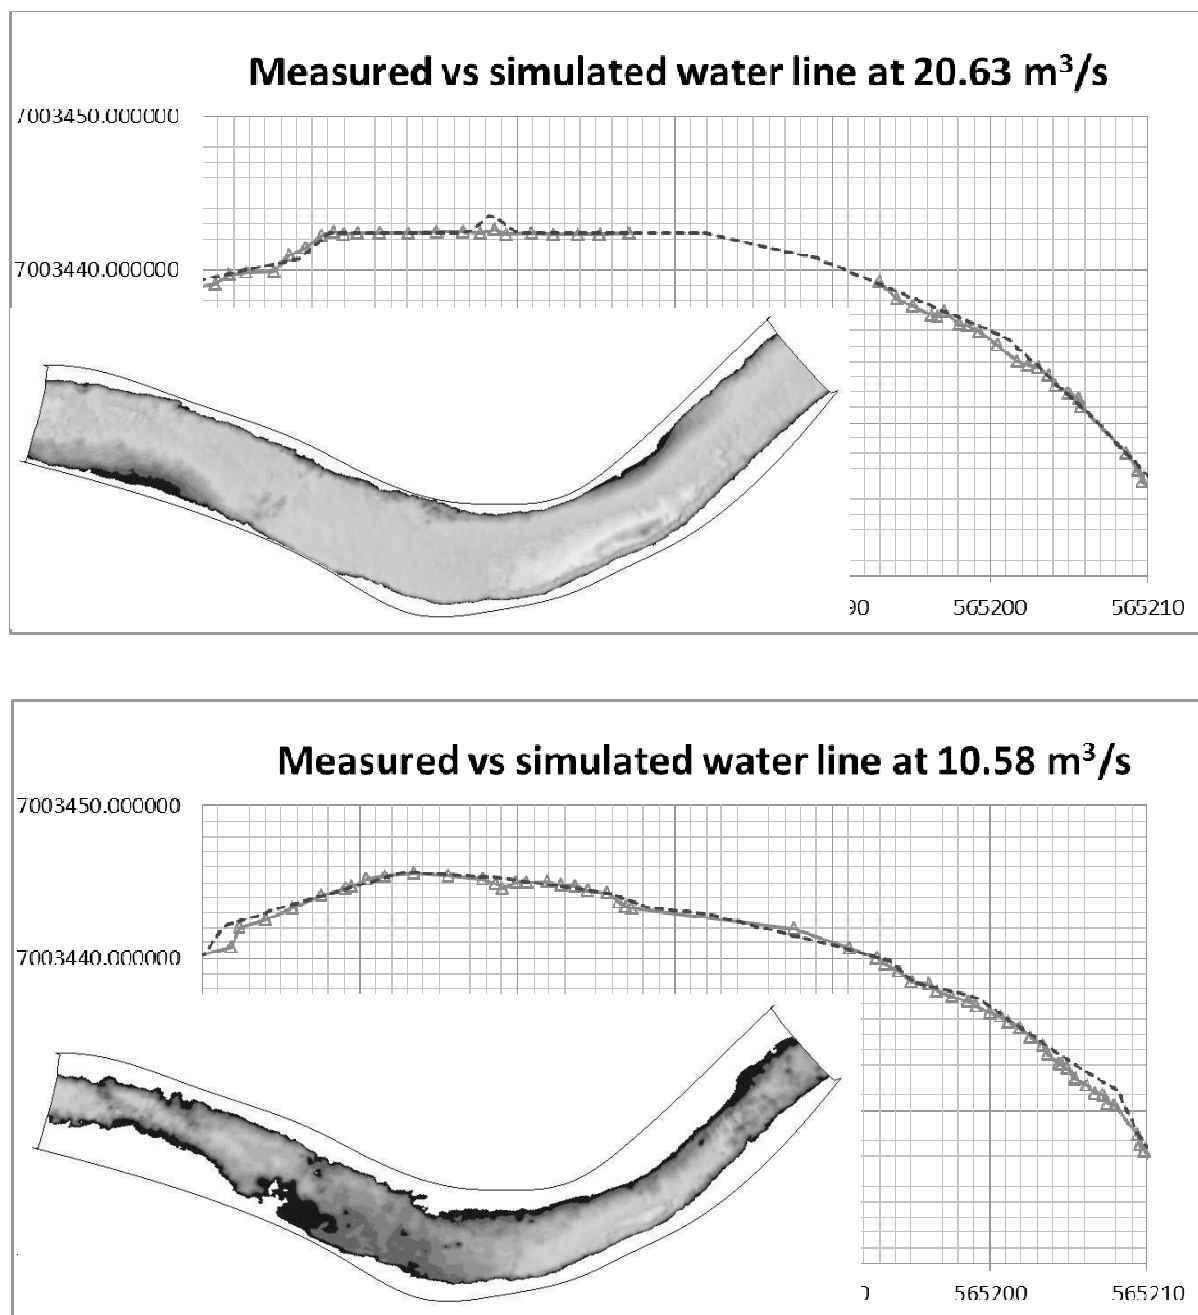 Measured vs simulated water line at 20.63 m³/s
7003450.000000
7003440.000000
90 565200 565210
Measured vs simulated water line at 10.58 m³/s
7003450.000000
7003440.000000
565200 565210